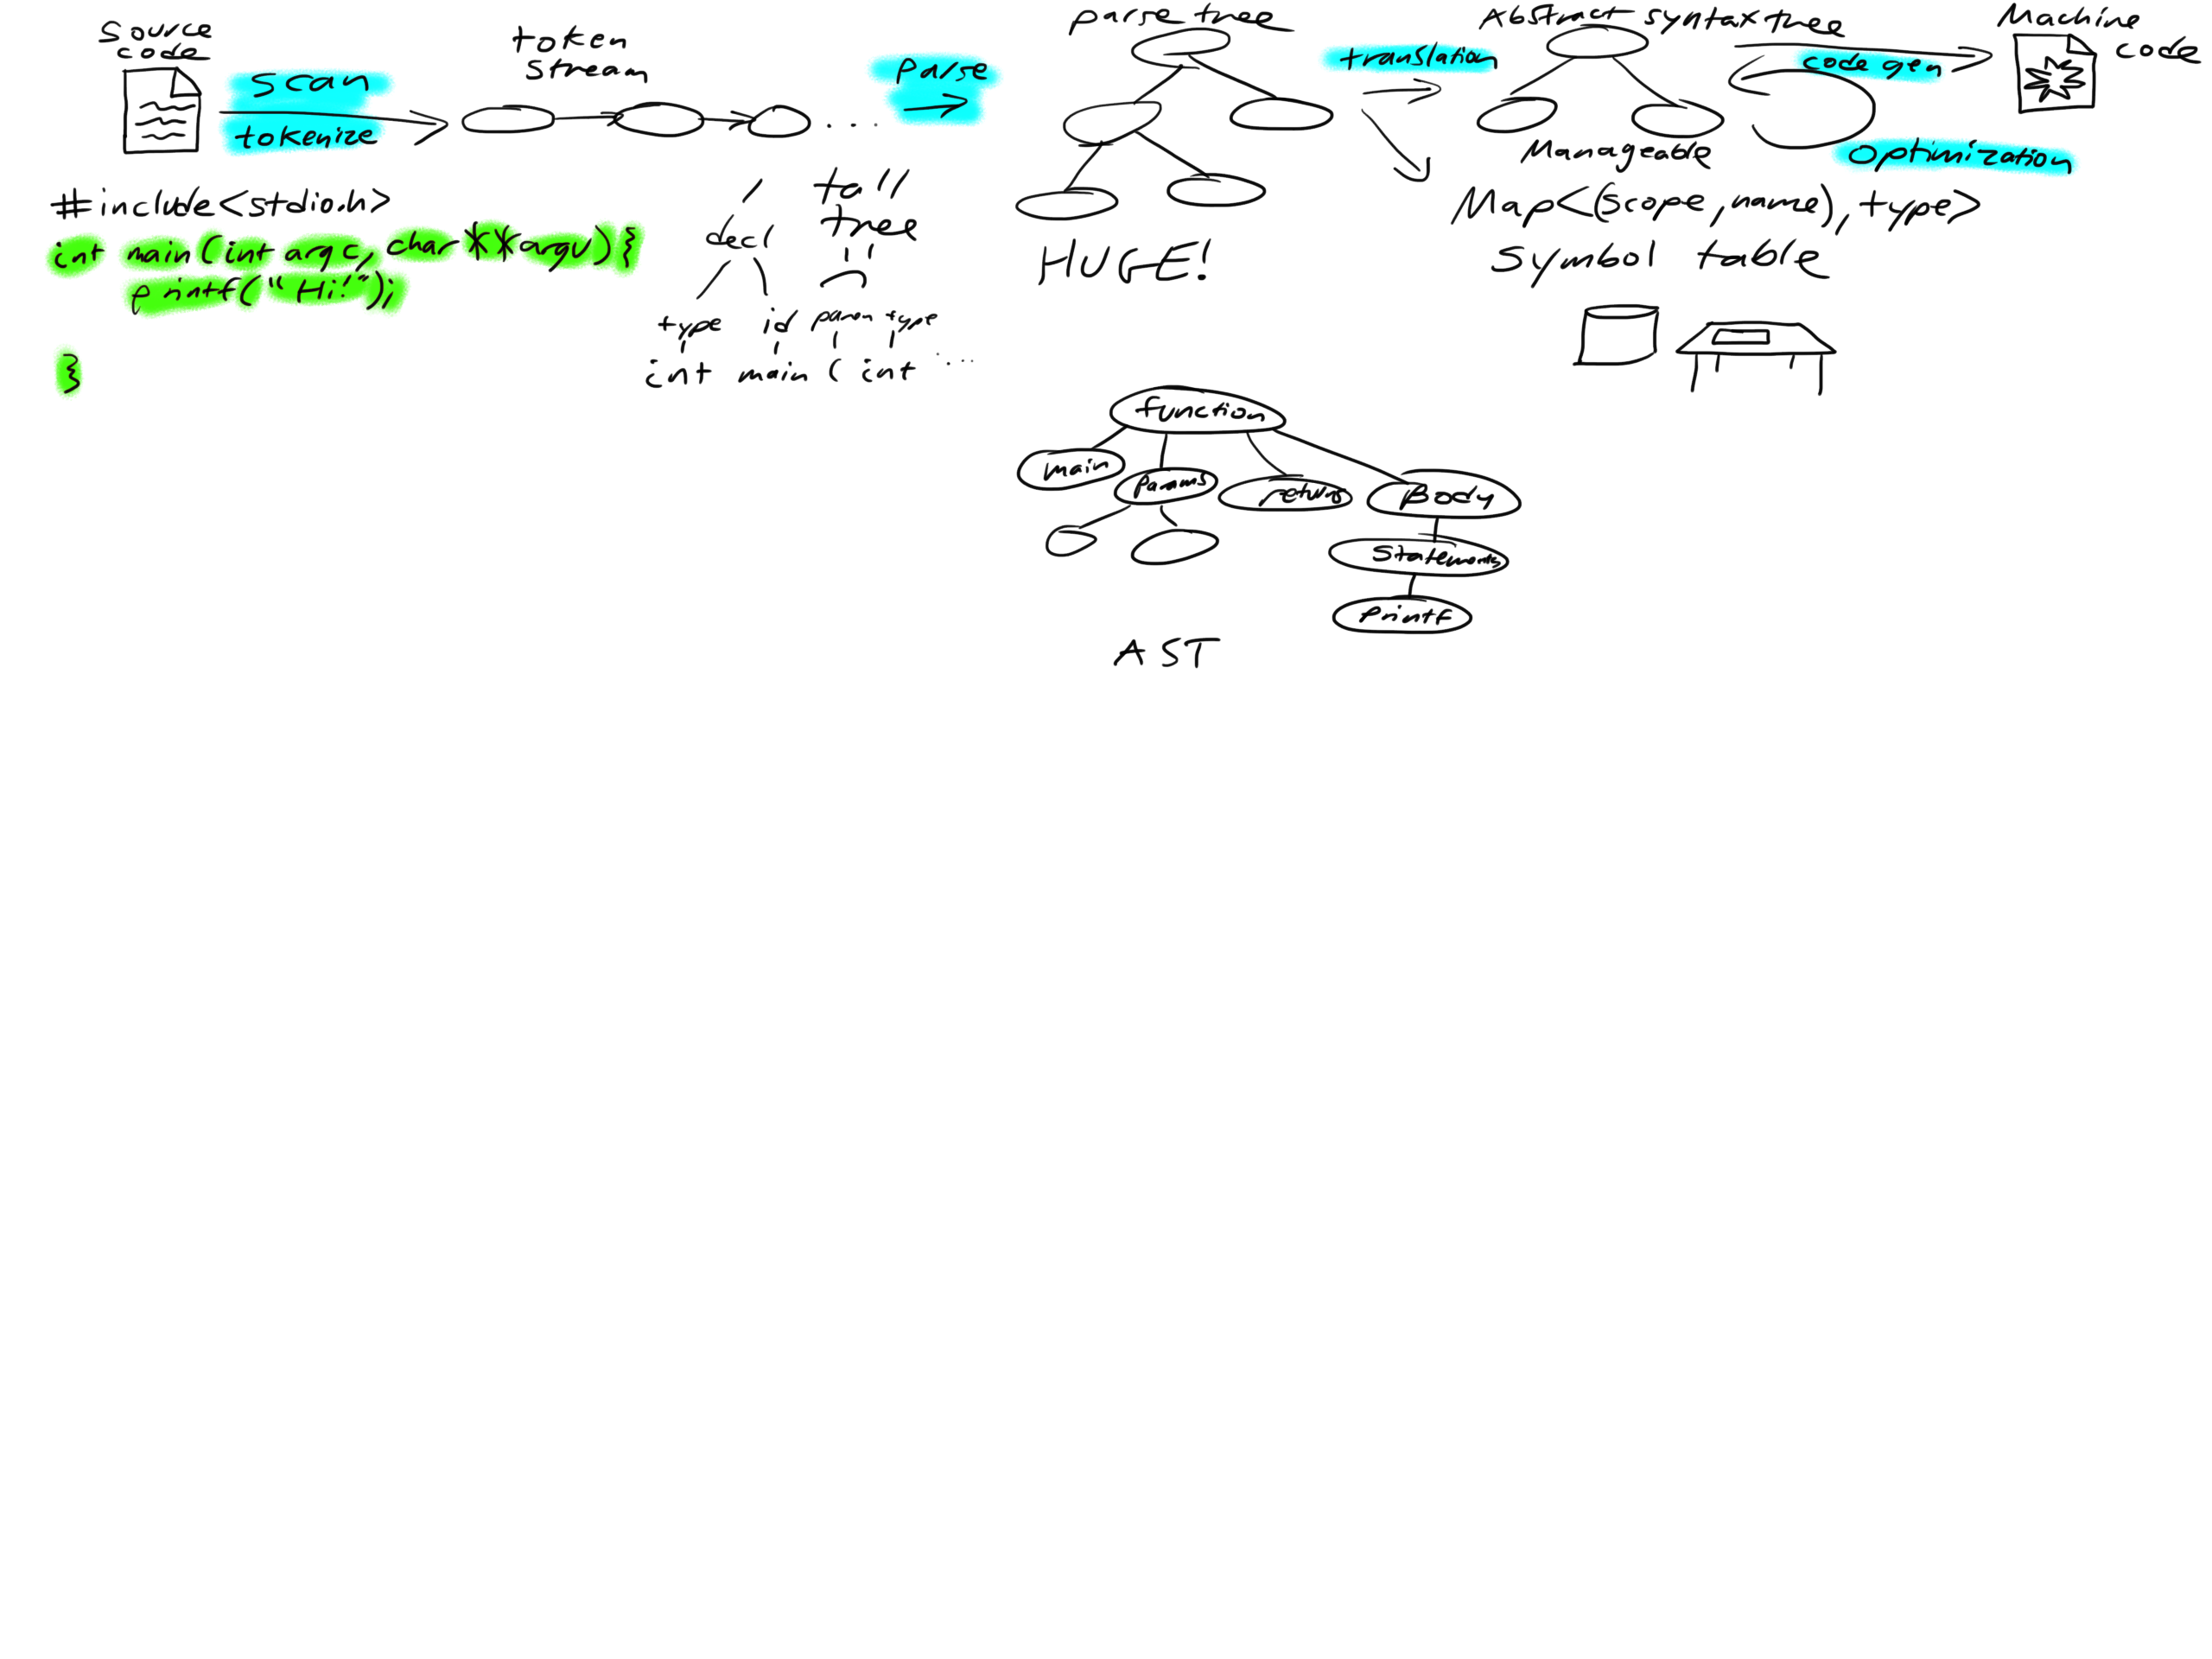 Source
code
scan
tokenize
token
stream
...
Parse
parse tree
translation
Abstract syntax tree
code gen
Optimization
Machine
code
Manageable
HUGE!
Map<(scope,name),type>
Symbol table
#include<stdio.h>
int main(int argc, char **argv){
printf("Hi!");
}
tall
tree
decl
type id paren type
int main ( int ...
function
main
Params
returns
Body
Statements
Printf
AST